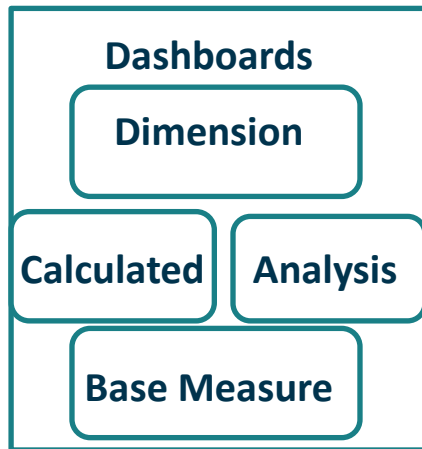 Dashboards
Dimension
Calculated
Analysis
Base Measure